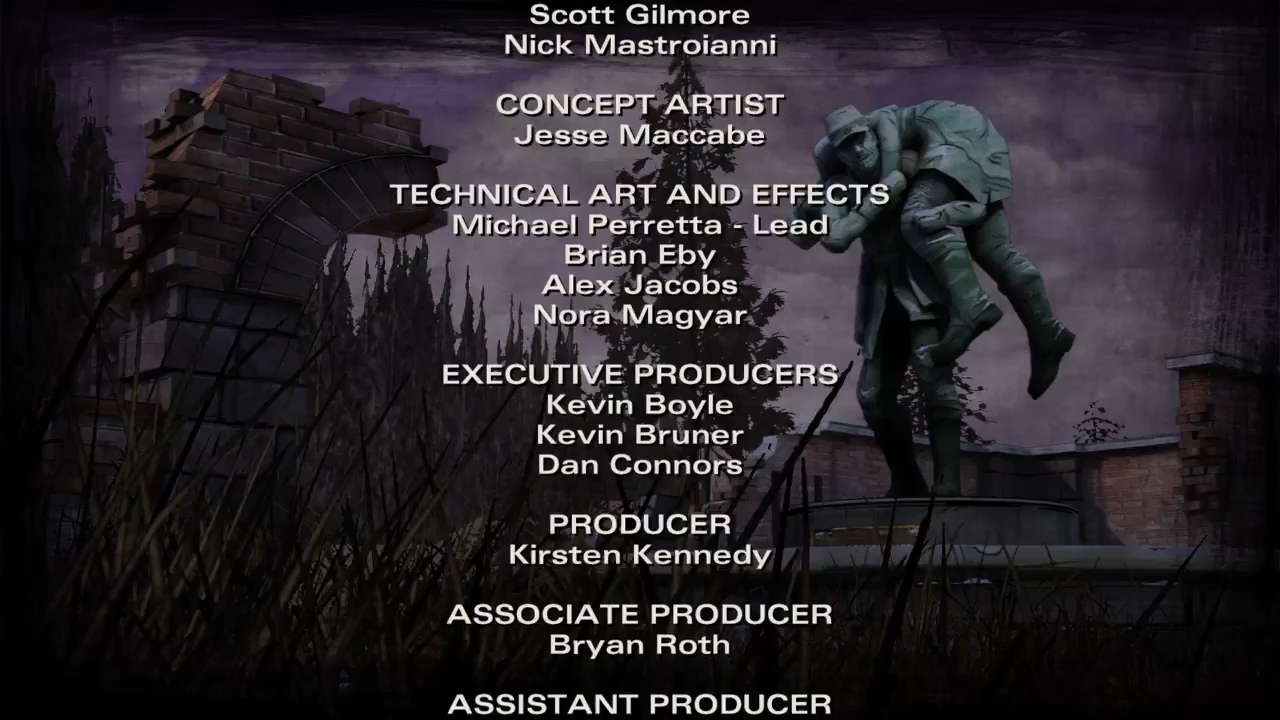 Scott Gilmore
Nick Mastroianni
CONCEPT ARTIST
Jesse Maccabe
TECHNICAL ART AND EFFECTS
Michael Perretta - Lead
Brian Eby
Alex Jacobs
Nora Magyar
EXECUTIVE PRODUCERS
Kevin Boyle
Kevin Bruner
Dan Connors
PRODUCER
Kirsten Kennedy
ASSOCIATE PRODUCER
Bryan Roth
ASSISTANT PRODUCER